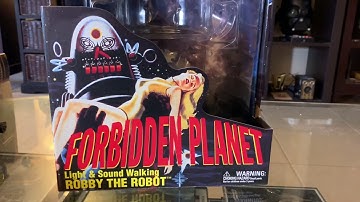 FORBIDDEN PLANET
Light & Sound Walking
ROBBY THE ROBOT
WARNING: